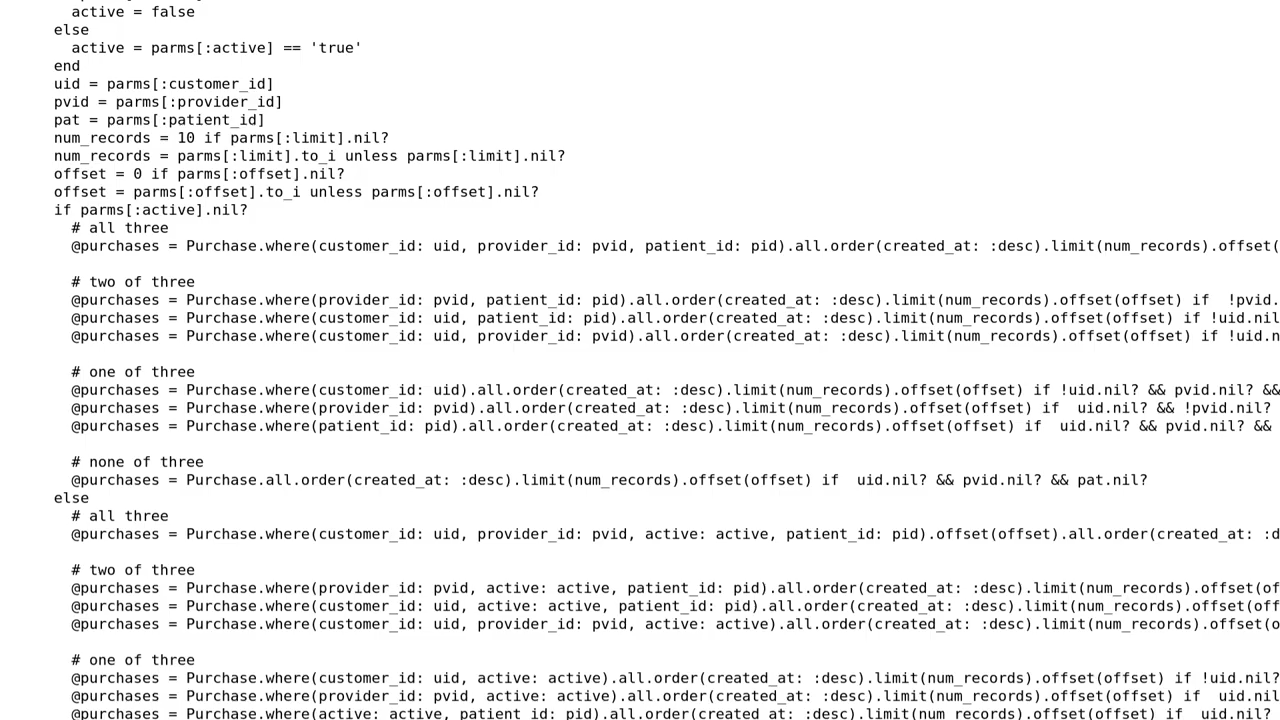 active = false
else
active = parms[:active] == 'true'
end
uid = parms[:customer_id]
pvid = parms[:provider_id]
pat = parms[:patient_id]
num_records = 10 if parms[:limit].nil?
num_records = parms[:limit].to_i unless parms[:limit].nil?
offset = 0 if parms[:offset].nil?
offset = parms[:offset].to_i unless parms[:offset].nil?
if parms[:active].nil?
# all three
@purchases = Purchase.where(customer_id: uid, provider_id: pvid, patient_id: pid).all.order(created_at: :desc).limit(num_records).offset(
# two of three
@purchases = Purchase.where(provider_id: pvid, patient_id: pid).all.order(created_at: :desc).limit(num_records).offset(offset) if  !pvid.
@purchases = Purchase.where(customer_id: uid, patient_id: pid).all.order(created_at: :desc).limit(num_records).offset(offset) if !uid.nil
@purchases = Purchase.where(customer_id: uid, provider_id: pvid).all.order(created_at: :desc).limit(num_records).offset(offset) if !uid.n
# one of three
@purchases = Purchase.where(customer_id: uid).all.order(created_at: :desc).limit(num_records).offset(offset) if !uid.nil? && pvid.nil? &&
@purchases = Purchase.where(provider_id: pvid).all.order(created_at: :desc).limit(num_records).offset(offset) if  uid.nil? && !pvid.nil?
@purchases = Purchase.where(patient_id: pid).all.order(created_at: :desc).limit(num_records).offset(offset) if  uid.nil? && pvid.nil? &&
# none of three
@purchases = Purchase.all.order(created_at: :desc).limit(num_records).offset(offset) if  uid.nil? && pvid.nil? && pat.nil?
else
# all three
@purchases = Purchase.where(customer_id: uid, provider_id: pvid, active: active, patient_id: pid).offset(offset).all.order(created_at: :d
# two of three
@purchases = Purchase.where(provider_id: pvid, active: active, patient_id: pid).all.order(created_at: :desc).limit(num_records).offset(of
@purchases = Purchase.where(customer_id: uid, active: active, patient_id: pid).all.order(created_at: :desc).limit(num_records).offset(off
@purchases = Purchase.where(customer_id: uid, provider_id: pvid, active: active).all.order(created_at: :desc).limit(num_records).offset(o
# one of three
@purchases = Purchase.where(customer_id: uid, active: active).all.order(created_at: :desc).limit(num_records).offset(offset) if !uid.nil?
@purchases = Purchase.where(provider_id: pvid, active: active).all.order(created_at: :desc).limit(num_records).offset(offset) if  uid.nil
@purchases = Purchase.where(active: active, patient_id: pid).all.order(created_at: :desc).limit(num_records).offset(offset) if  uid.nil?